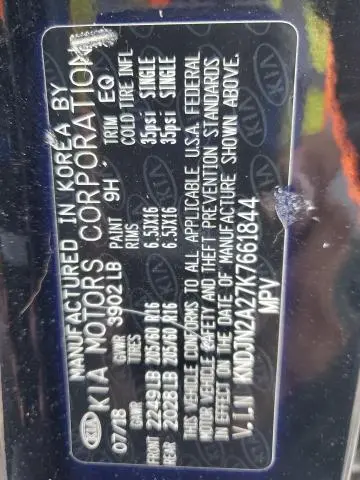 KIA
MANUFACTURED IN KOREA BY
KIA MOTORS CORPORATION
07/18 GVWR 3902 LB PAINT 9H TRIM EQ
GAWR TIRES RIMS COLD TIRE INFL
FRONT 2249LB 205/60 R16 6.5JX16 35psi SINGLE
REAR 2028LB 205/60 R16 6.5JX16 35psi SINGLE
THIS VEHICLE CONFORMS TO ALL APPLICABLE U.S.A. FEDERAL
MOTOR VEHICLE SAFETY AND THEFT PREVENTION STANDARDS
IN EFFECT ON THE DATE OF MANUFACTURE SHOWN ABOVE.
V.I.N KNDJN2A27K7661844
MPV